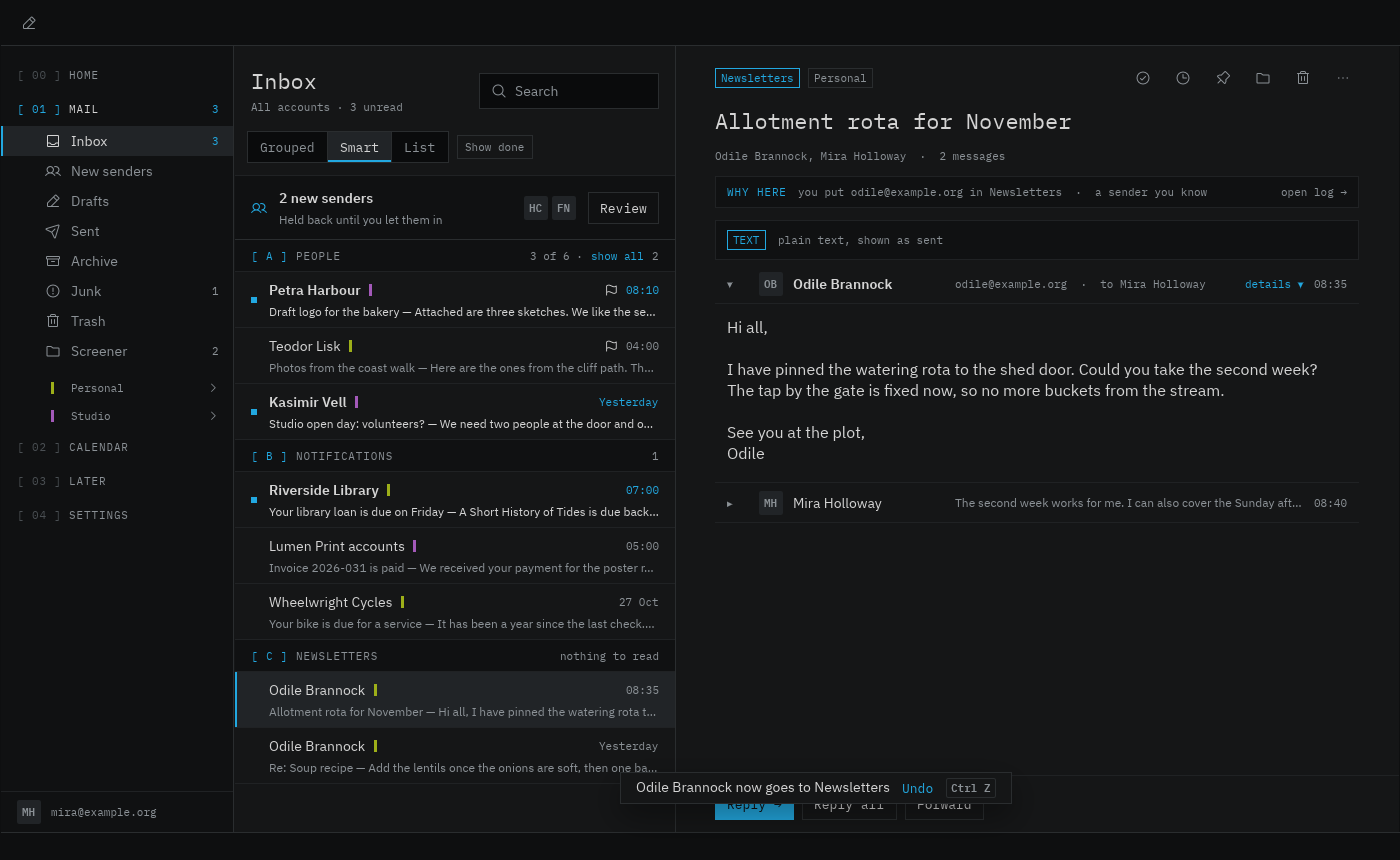 [ 00 ] HOME
[ 01 ] MAIL 3
Inbox 3
New senders
Drafts
Sent
Archive
Junk 1
Trash
Screener 2
Personal
Studio
[ 02 ] CALENDAR
[ 03 ] LATER
[ 04 ] SETTINGS
MH mira@example.org
Inbox
All accounts · 3 unread
Search
Grouped Smart List Show done
2 new senders
Held back until you let them in
HC FN Review
[ A ] PEOPLE 3 of 6 · show all 2
Petra Harbour 08:10
Draft logo for the bakery — Attached are three sketches. We like the se…
Teodor Lisk 04:00
Photos from the coast walk — Here are the ones from the cliff path. Th…
Kasimir Vell Yesterday
Studio open day: volunteers? — We need two people at the door and o…
[ B ] NOTIFICATIONS 1
Riverside Library 07:00
Your library loan is due on Friday — A Short History of Tides is due back…
Lumen Print accounts 05:00
Invoice 2026-031 is paid — We received your payment for the poster r…
Wheelwright Cycles 27 Oct
Your bike is due for a service — It has been a year since the last check.…
[ C ] NEWSLETTERS nothing to read
Odile Brannock 08:35
Allotment rota for November — Hi all, I have pinned the watering rota t…
Odile Brannock Yesterday
Re: Soup recipe — Add the lentils once the onions are soft, then one ba…
Newsletters Personal
Allotment rota for November
Odile Brannock, Mira Holloway · 2 messages
WHY HERE you put odile@example.org in Newsletters · a sender you know open log →
TEXT plain text, shown as sent
▾ OB Odile Brannock odile@example.org · to Mira Holloway details ▾ 08:35
Hi all,
I have pinned the watering rota to the shed door. Could you take the second week?
The tap by the gate is fixed now, so no more buckets from the stream.
See you at the plot,
Odile
▸ MH Mira Holloway The second week works for me. I can also cover the Sunday aft… 08:40
Odile Brannock now goes to Newsletters Undo Ctrl Z
Reply → Reply all Forward